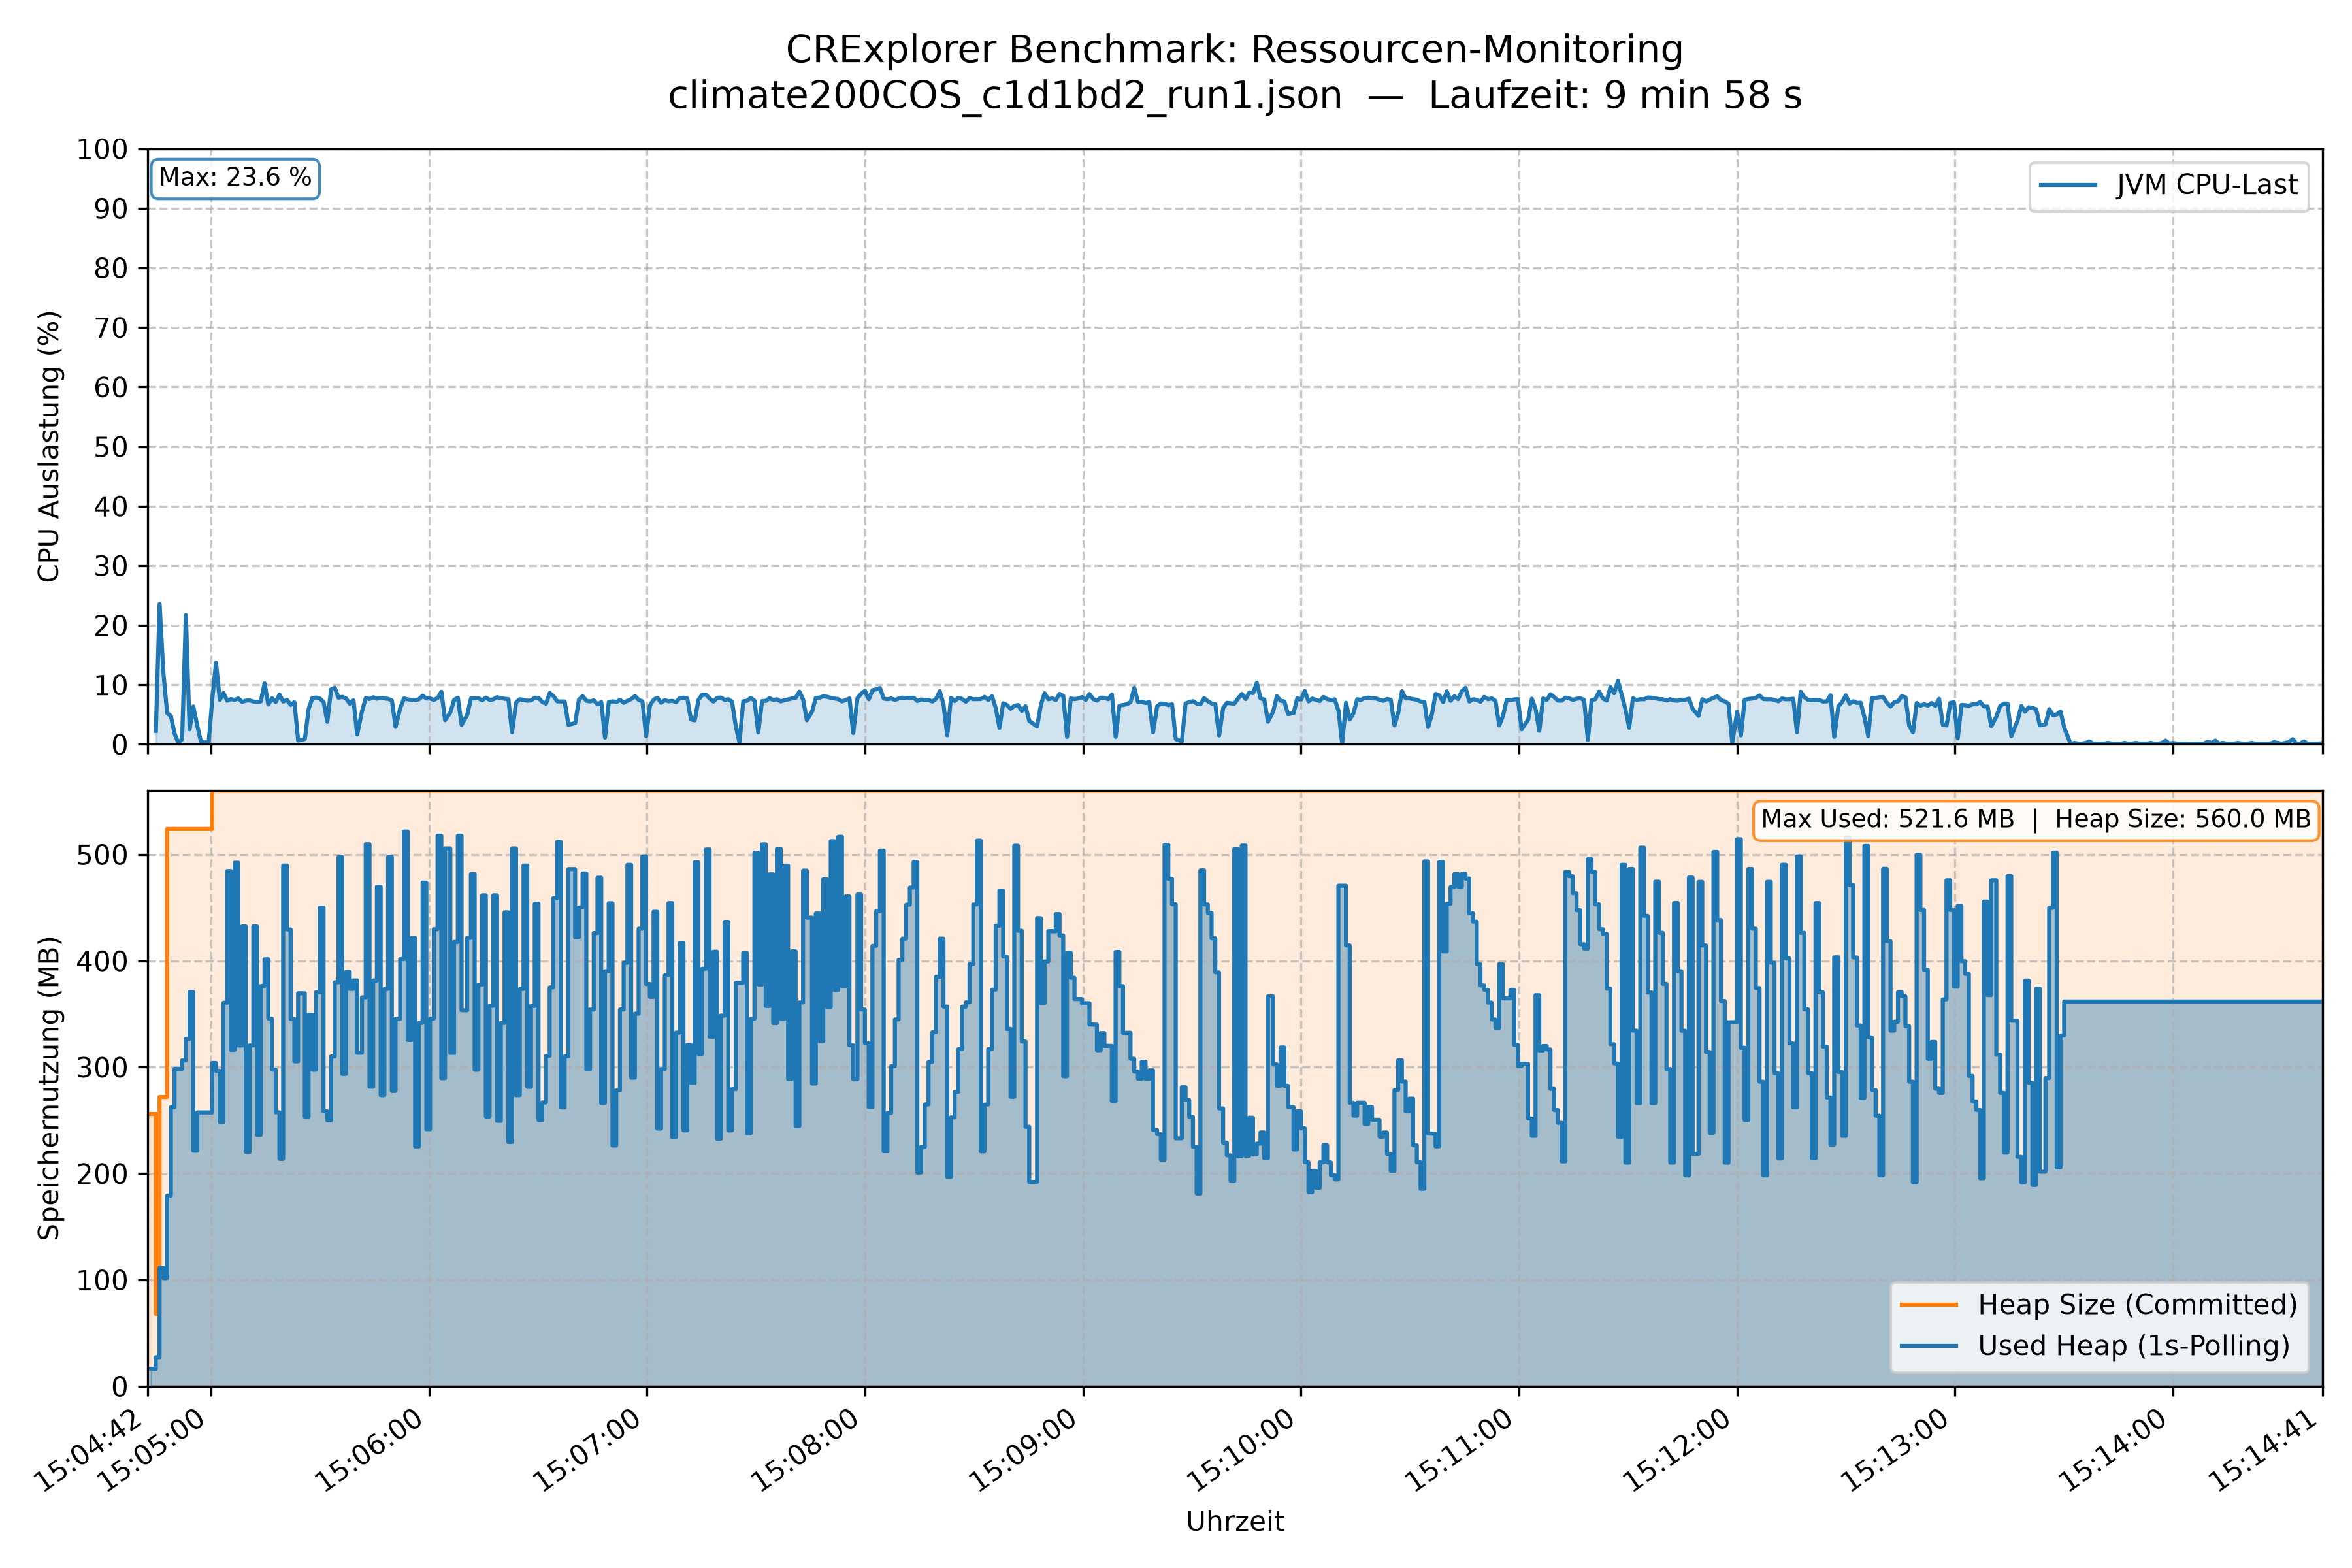 CRExplorer Benchmark: Ressourcen-Monitoring
climate200COS_c1d1bd2_run1.json — Laufzeit: 9 min 58 s
Max: 23.6 %
JVM CPU-Last
CPU Auslastung (%)
100
90
80
70
60
50
40
30
20
10
0
Max Used: 521.6 MB | Heap Size: 560.0 MB
Speichernutzung (MB)
500
400
300
200
100
0
Heap Size (Committed)
Used Heap (1s-Polling)
15:04:42
15:05:00
15:06:00
15:07:00
15:08:00
15:09:00
15:10:00
15:11:00
15:12:00
15:13:00
15:14:00
15:14:41
Uhrzeit